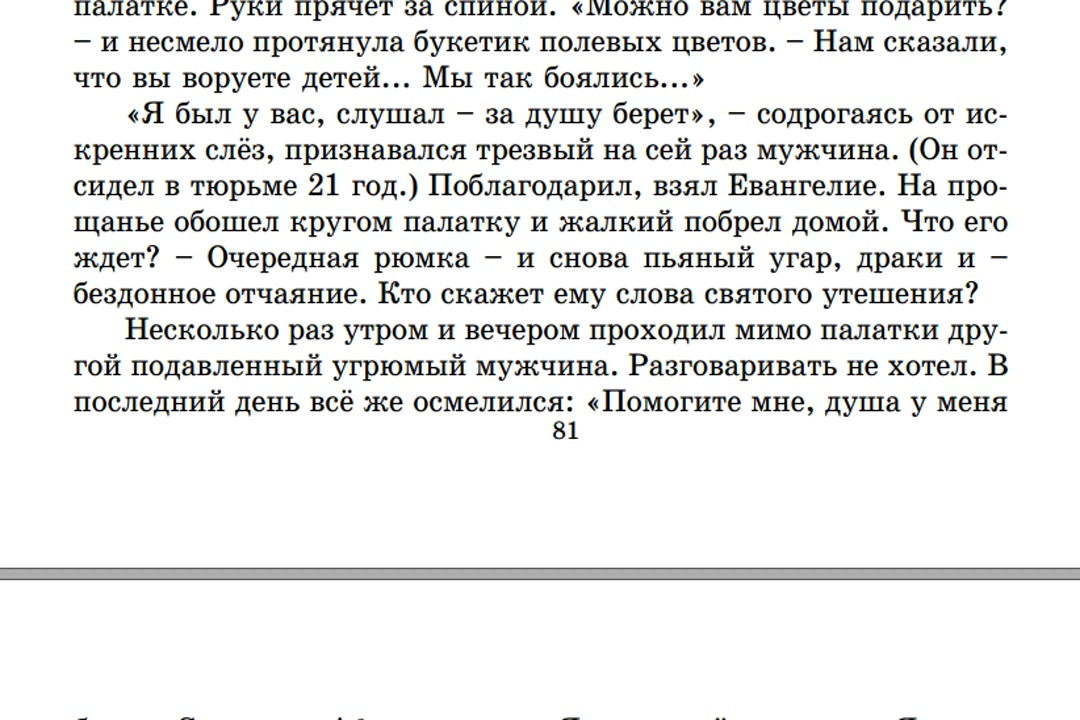 палатке. Руки прячет за спиной. «Можно вам цветы подарить?
– и несмело протянула букетик полевых цветов. – Нам сказали,
что вы воруете детей... Мы так боялись...»
«Я был у вас, слушал – за душу берет», – содрогаясь от ис-
кренних слёз, признавался трезвый на сей раз мужчина. (Он от-
сидел в тюрьме 21 год.) Поблагодарил, взял Евангелие. На про-
щанье обошел кругом палатку и жалкий побрел домой. Что его
ждет? – Очередная рюмка – и снова пьяный угар, драки и –
бездонное отчаяние. Кто скажет ему слова святого утешения?
Несколько раз утром и вечером проходил мимо палатки дру-
гой подавленный угрюмый мужчина. Разговаривать не хотел. В
последний день всё же осмелился: «Помогите мне, душа у меня
81